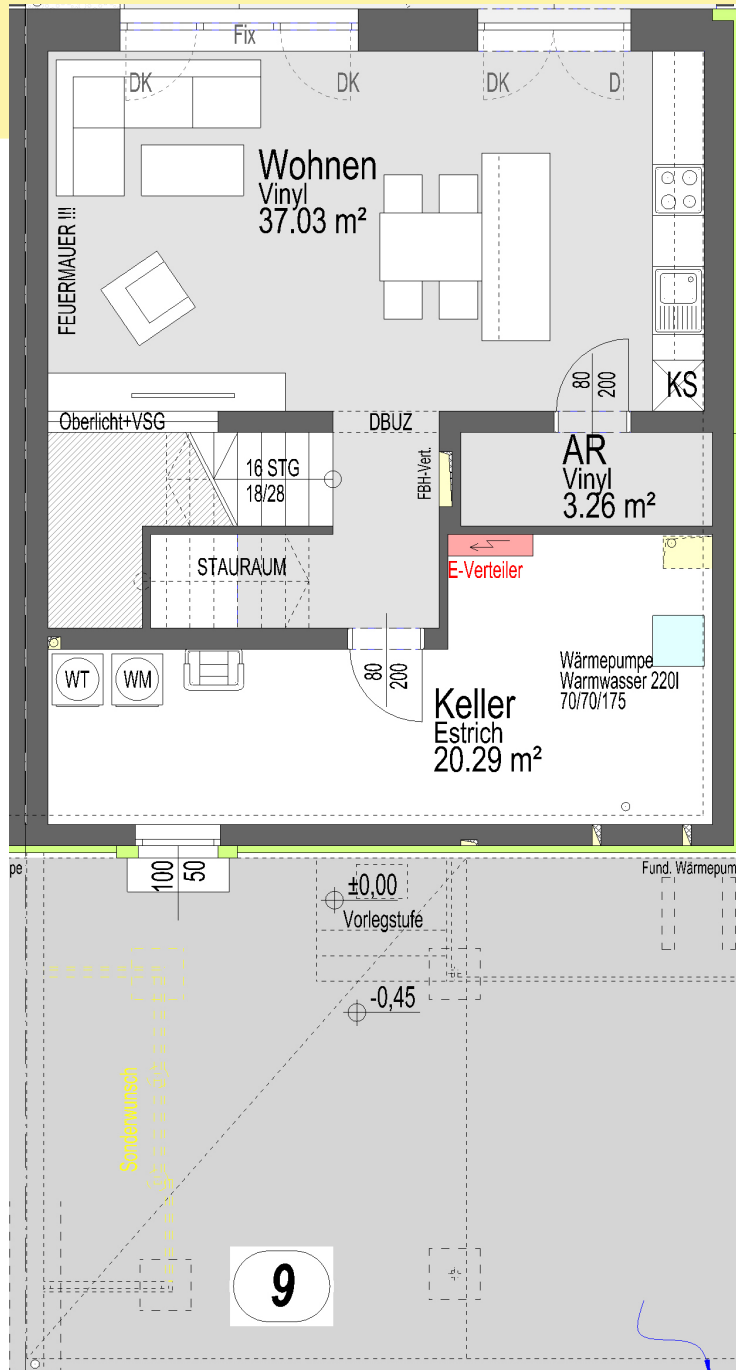 Fix
DK
DK
DK
D
Wohnen
Vinyl
37.03 m²
FEUERMAUER !!!
80
200
KS
Oberlicht+VSG
DBUZ
16 STG
18/28
FBH-Vert.
AR
Vinyl
3.26 m²
STAURAUM
E-Verteiler
WT
WM
80
200
Wärmepumpe
Warmwasser 220l
70/70/175
Keller
Estrich
20.29 m²
100
50
pe
Fund. Wärmepum
±0,00
Vorlegstufe
-0,45
Sonderwunsch
9